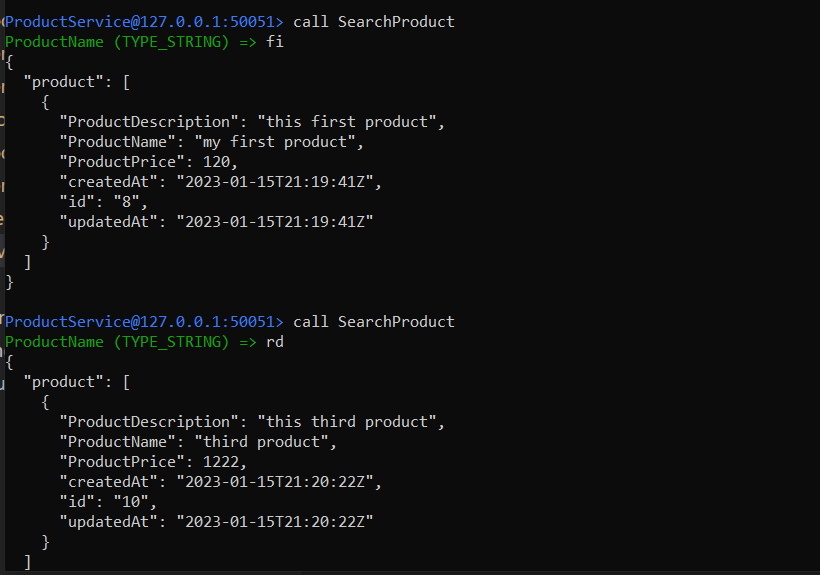 ProductService@127.0.0.1:50051> call SearchProduct
ProductName (TYPE_STRING) => fi
{
  "product": [
    {
      "ProductDescription": "this first product",
      "ProductName": "my first product",
      "ProductPrice": 120,
      "createdAt": "2023-01-15T21:19:41Z",
      "id": "8",
      "updatedAt": "2023-01-15T21:19:41Z"
    }
  ]
}
ProductService@127.0.0.1:50051> call SearchProduct
ProductName (TYPE_STRING) => rd
{
  "product": [
    {
      "ProductDescription": "this third product",
      "ProductName": "third product",
      "ProductPrice": 1222,
      "createdAt": "2023-01-15T21:20:22Z",
      "id": "10",
      "updatedAt": "2023-01-15T21:20:22Z"
    }
  ]